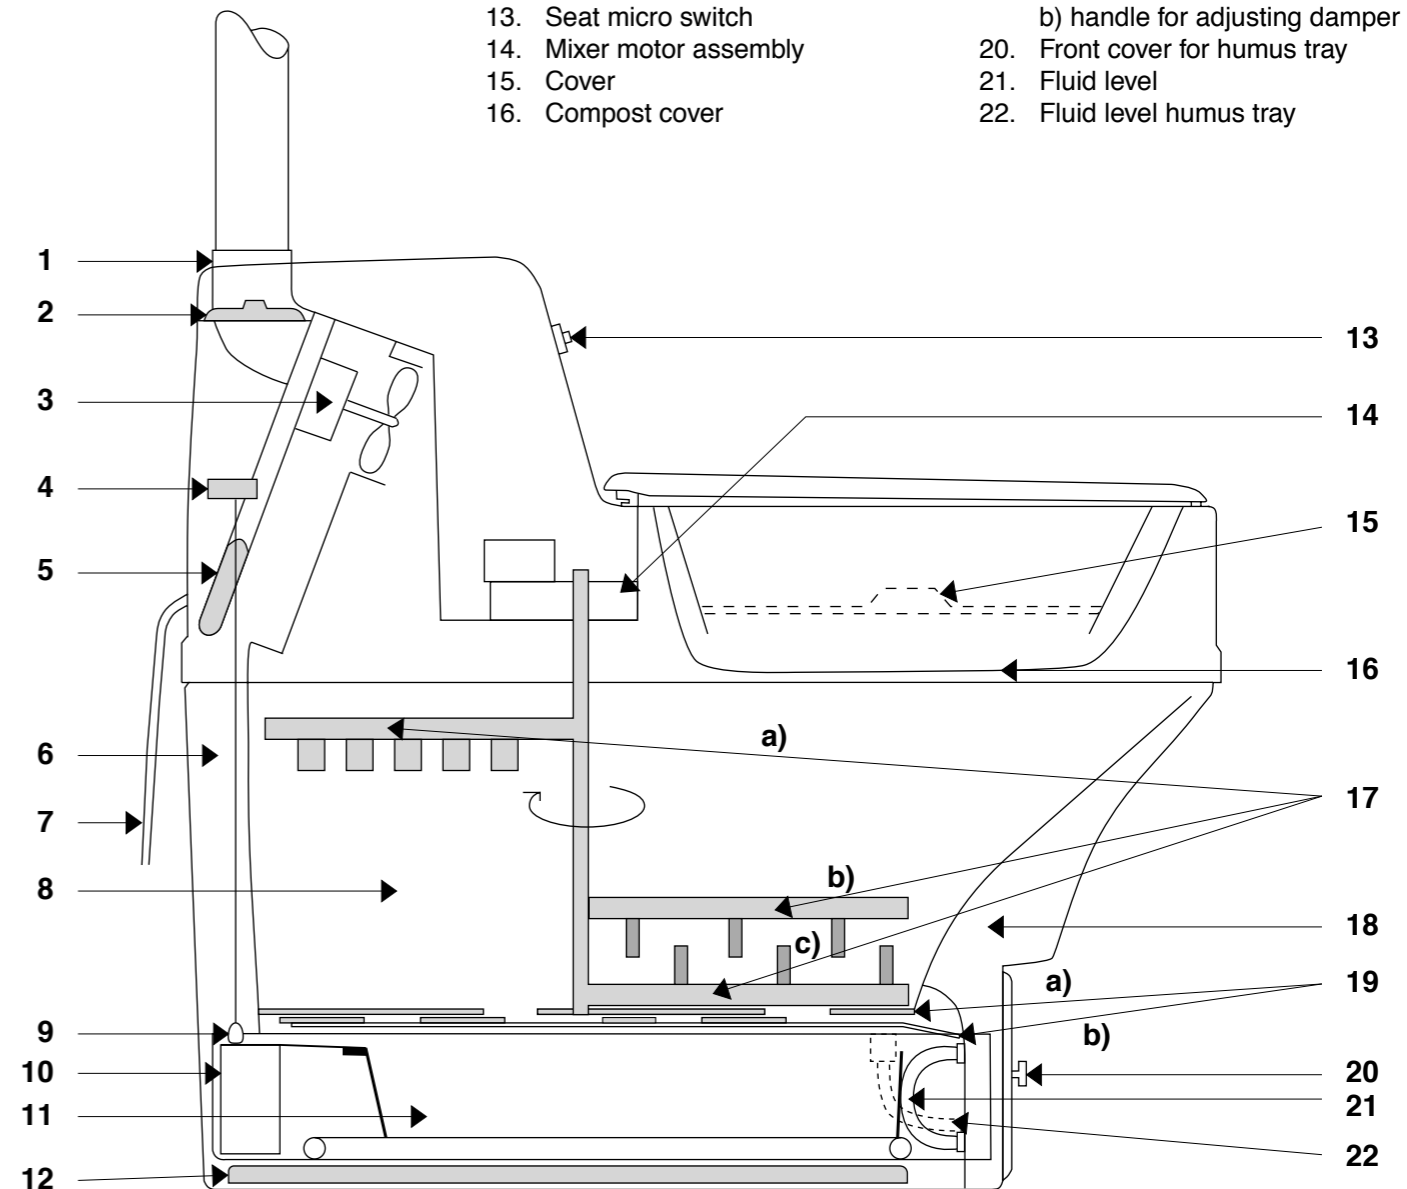 13. Seat micro switch
14. Mixer motor assembly
15. Cover
16. Compost cover
b) handle for adjusting damper
20. Front cover for humus tray
21. Fluid level
22. Fluid level humus tray
1
2
3
4
5
6
7
8
9
10
11
12
13
14
15
16
a)
17
b)
c)
18
a)
19
b)
20
21
22